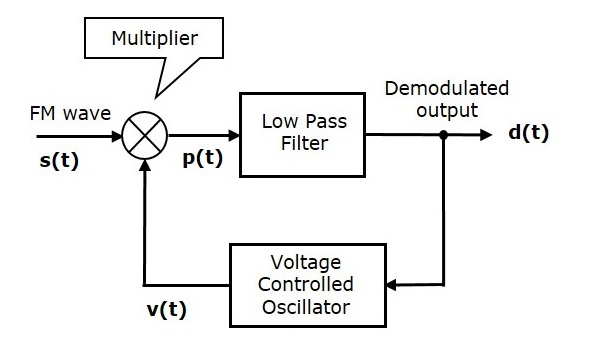 Multiplier
FM wave
s(t)
p(t)
Low Pass
Filter
Demodulated
output
d(t)
Voltage
Controlled
Oscillator
v(t)